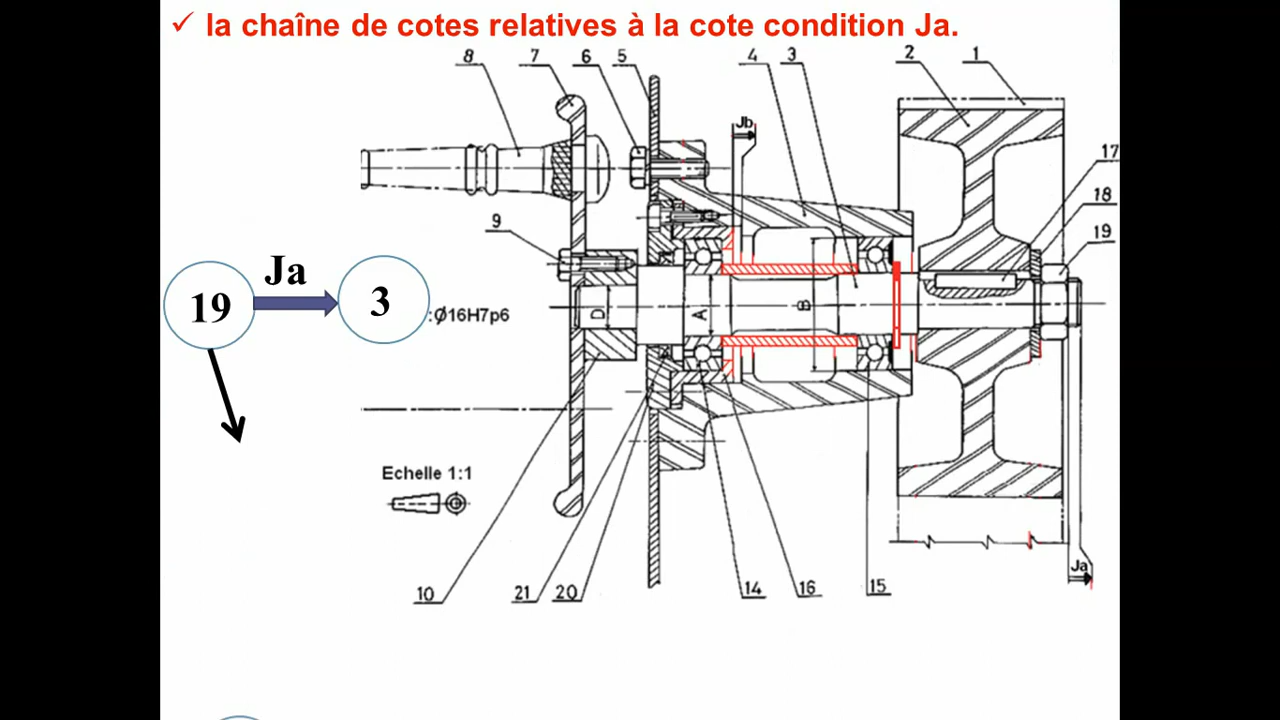 ✓ la chaîne de cotes relatives à la cote condition Ja.
8 7 6 5 4 3 2 1
Jb
17
18
9
19
Ja
19 3
:Ø16H7p6
D A B
Echelle 1:1
10 21 20 14 16 15
Ja